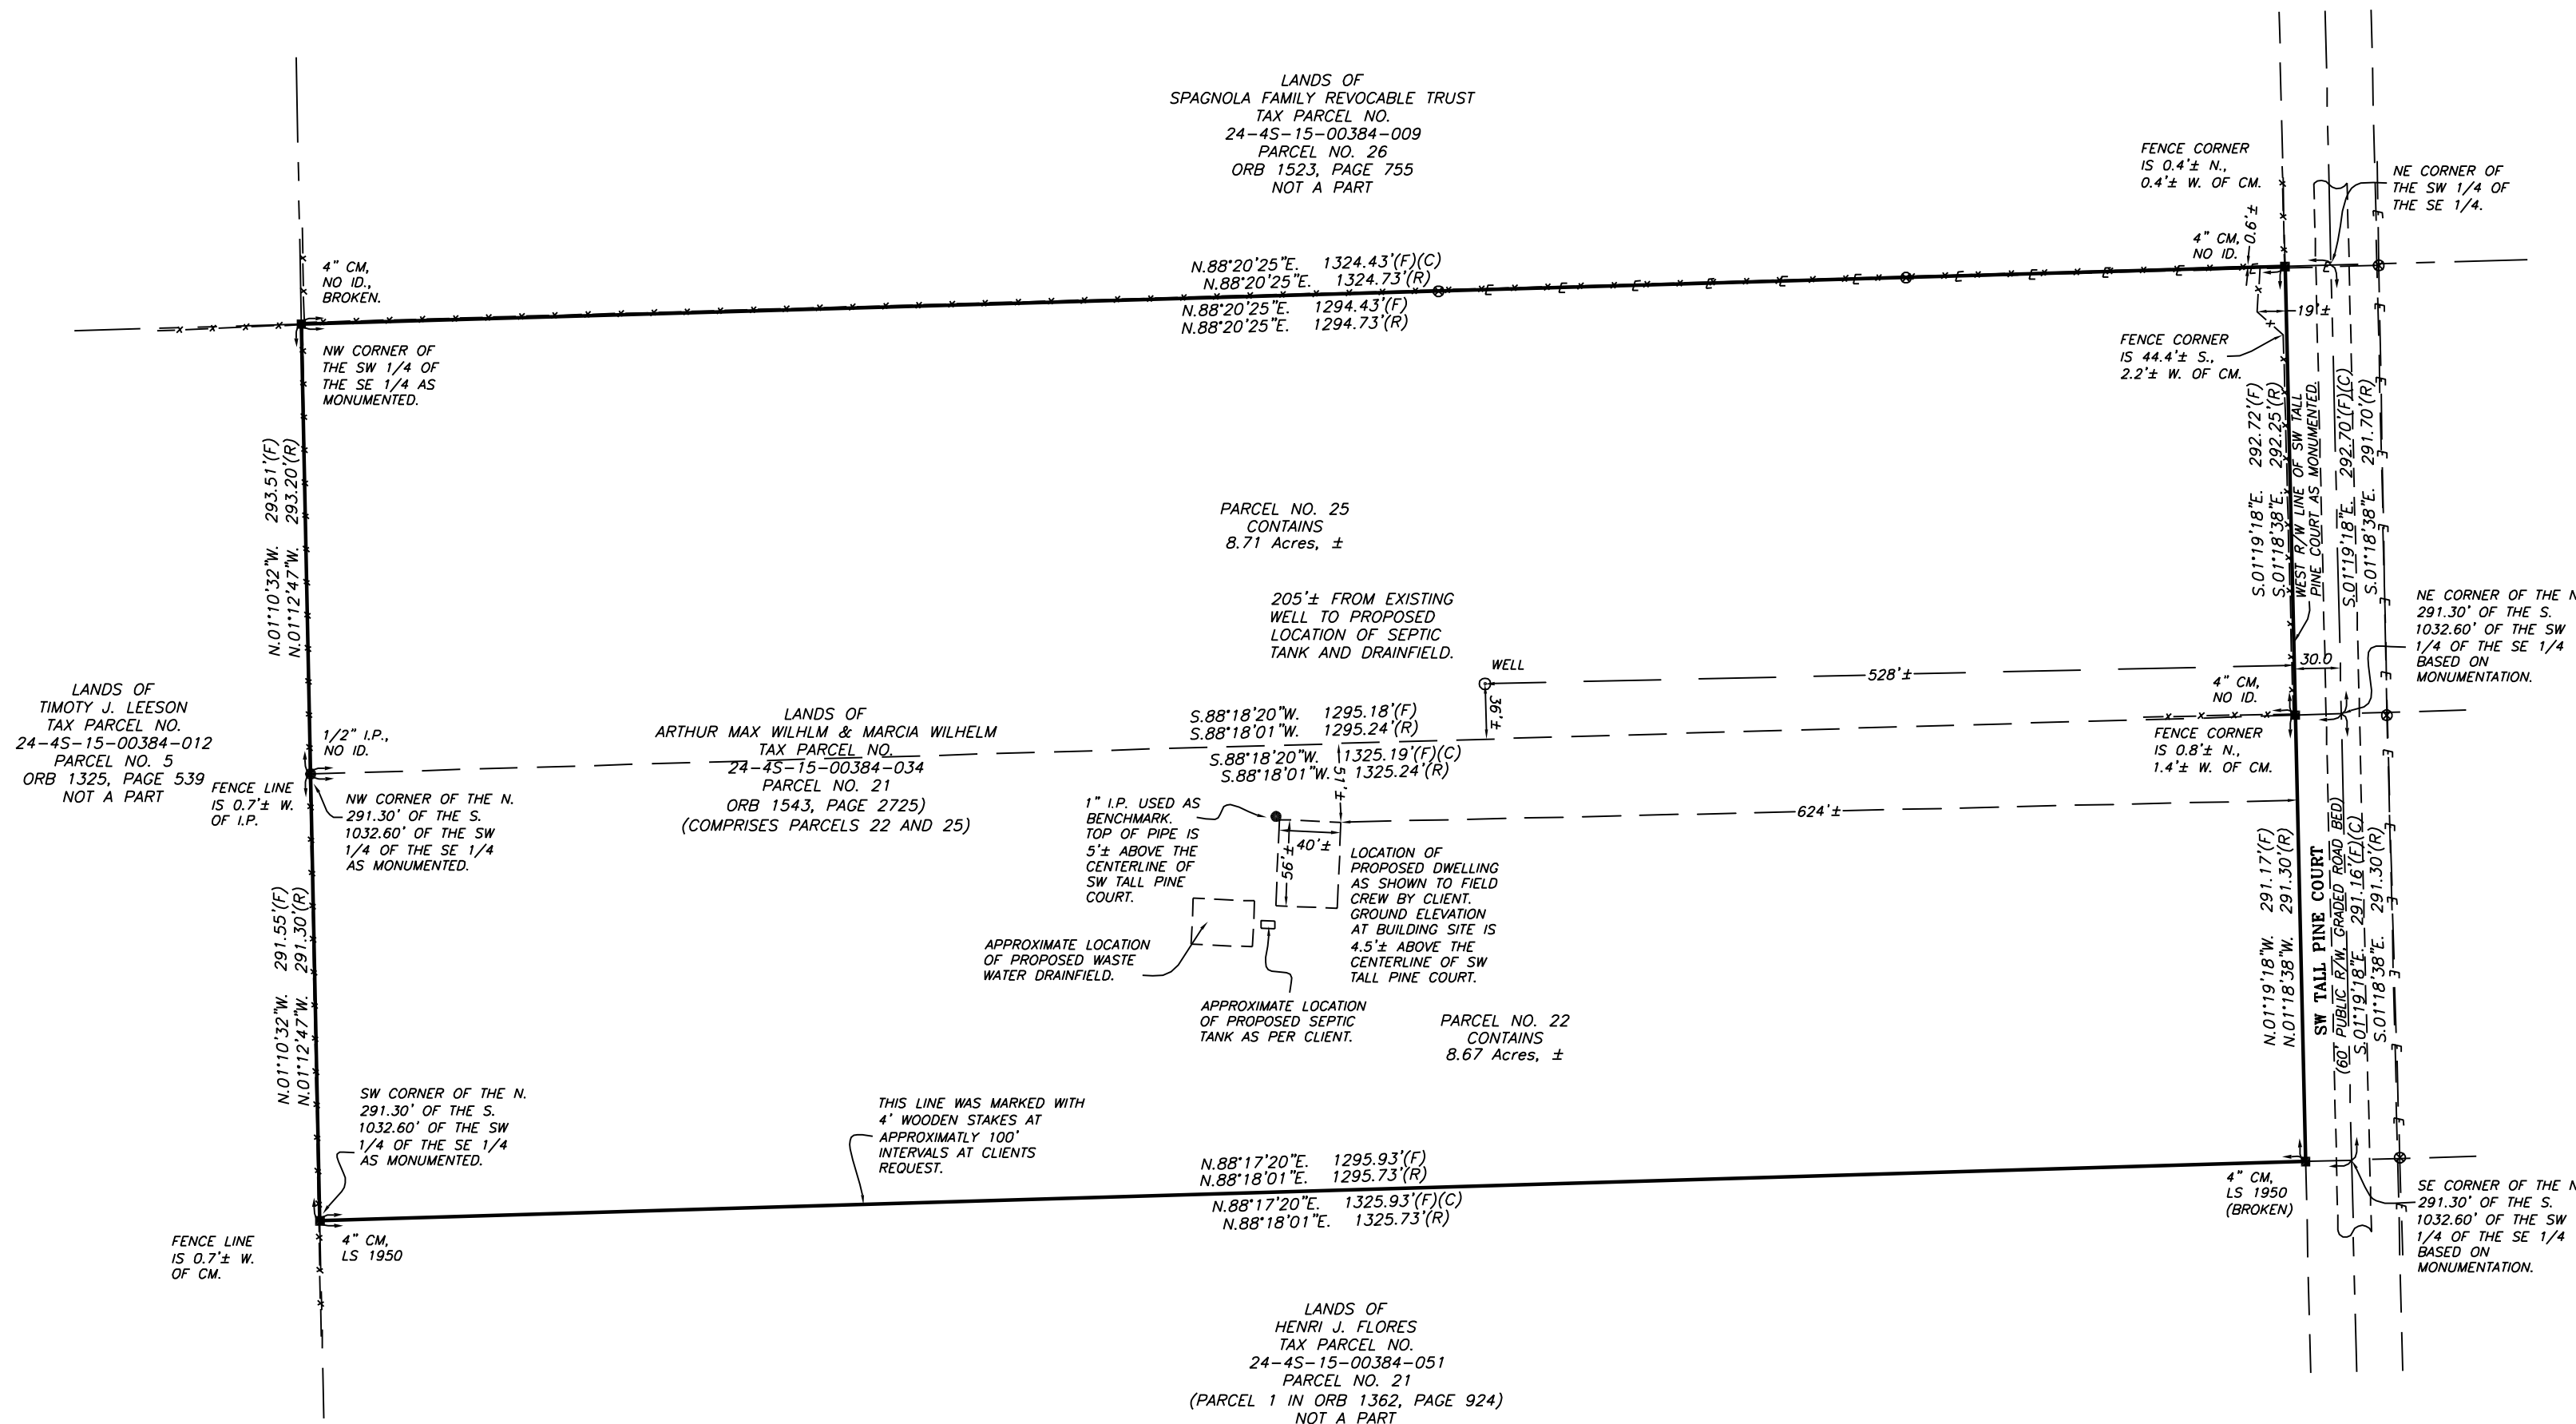 LANDS OF
SPAGNOLA FAMILY REVOCABLE TRUST
TAX PARCEL NO.
24-4S-15-00384-009
PARCEL NO. 26
ORB 1523, PAGE 755
NOT A PART
FENCE CORNER
IS 0.4'± N.,
0.4'± W. OF CM.
NE CORNER OF
THE SW 1/4 OF
THE SE 1/4.
4" CM,
NO ID.
0.6'±
4" CM,
NO ID.,
BROKEN.
N.88°20'25"E. 1324.43'(F)(C)
N.88°20'25"E. 1324.73'(R)
N.88°20'25"E. 1294.43'(F)
N.88°20'25"E. 1294.73'(R)
19'±
FENCE CORNER
IS 44.4'± S.,
2.2'± W. OF CM.
NW CORNER OF
THE SW 1/4 OF
THE SE 1/4 AS
MONUMENTED.
N.01°10'32"W. 293.51'(F)
N.01°12'47"W. 293.20'(R)
S.01°19'18"E. 292.72'(F)
S.01°18'38"E. 292.25'(R)
WEST R/W LINE OF SW TALL
PINE COURT AS MONUMENTED.
S.01°19'18"E. 292.70'(F)(C)
S.01°18'38"E. 291.70'(R)
PARCEL NO. 25
CONTAINS
8.71 Acres, ±
205'± FROM EXISTING
WELL TO PROPOSED
LOCATION OF SEPTIC
TANK AND DRAINFIELD.
WELL
528'±
36'±
30.0
NE CORNER OF THE N
291.30' OF THE S.
1032.60' OF THE SW
1/4 OF THE SE 1/4
BASED ON
MONUMENTATION.
4" CM,
NO ID.
FENCE CORNER
IS 0.8'± N.,
1.4'± W. OF CM.
LANDS OF
TIMOTY J. LEESON
TAX PARCEL NO.
24-4S-15-00384-012
PARCEL NO. 5
ORB 1325, PAGE 539
NOT A PART
1/2" I.P.,
NO ID.
FENCE LINE
IS 0.7'± W.
OF I.P.
NW CORNER OF THE N.
291.30' OF THE S.
1032.60' OF THE SW
1/4 OF THE SE 1/4
AS MONUMENTED.
LANDS OF
ARTHUR MAX WILHLM & MARCIA WILHELM
TAX PARCEL NO.
24-4S-15-00384-034
PARCEL NO. 21
ORB 1543, PAGE 2725)
(COMPRISES PARCELS 22 AND 25)
S.88°18'20"W. 1295.18'(F)
S.88°18'01"W. 1295.24'(R)
S.88°18'20"W. 1325.19'(F)(C)
S.88°18'01"W. 1325.24'(R)
51'±
624'±
1" I.P. USED AS
BENCHMARK.
TOP OF PIPE IS
5'± ABOVE THE
CENTERLINE OF
SW TALL PINE
COURT.
40'±
56'±
LOCATION OF
PROPOSED DWELLING
AS SHOWN TO FIELD
CREW BY CLIENT.
GROUND ELEVATION
AT BUILDING SITE IS
4.5'± ABOVE THE
CENTERLINE OF SW
TALL PINE COURT.
APPROXIMATE LOCATION
OF PROPOSED WASTE
WATER DRAINFIELD.
APPROXIMATE LOCATION
OF PROPOSED SEPTIC
TANK AS PER CLIENT.
PARCEL NO. 22
CONTAINS
8.67 Acres, ±
N.01°10'32"W. 291.55'(F)
N.01°12'47"W. 291.30'(R)
N.01°19'18"W. 291.17'(F)
N.01°18'38"W. 291.30'(R)
SW TALL PINE COURT
(60' PUBLIC R/W, GRADED ROAD BED)
S.01°19'18"E. 291.16'(F)(C)
S.01°18'38"E. 291.30'(R)
SW CORNER OF THE N.
291.30' OF THE S.
1032.60' OF THE SW
1/4 OF THE SE 1/4
AS MONUMENTED.
THIS LINE WAS MARKED WITH
4' WOODEN STAKES AT
APPROXIMATLY 100'
INTERVALS AT CLIENTS
REQUEST.
N.88°17'20"E. 1295.93'(F)
N.88°18'01"E. 1295.73'(R)
N.88°17'20"E. 1325.93'(F)(C)
N.88°18'01"E. 1325.73'(R)
4" CM,
LS 1950
(BROKEN)
SE CORNER OF THE N
291.30' OF THE S.
1032.60' OF THE SW
1/4 OF THE SE 1/4
BASED ON
MONUMENTATION.
FENCE LINE
IS 0.7'± W.
OF CM.
4" CM,
LS 1950
LANDS OF
HENRI J. FLORES
TAX PARCEL NO.
24-4S-15-00384-051
PARCEL NO. 21
(PARCEL 1 IN ORB 1362, PAGE 924)
NOT A PART